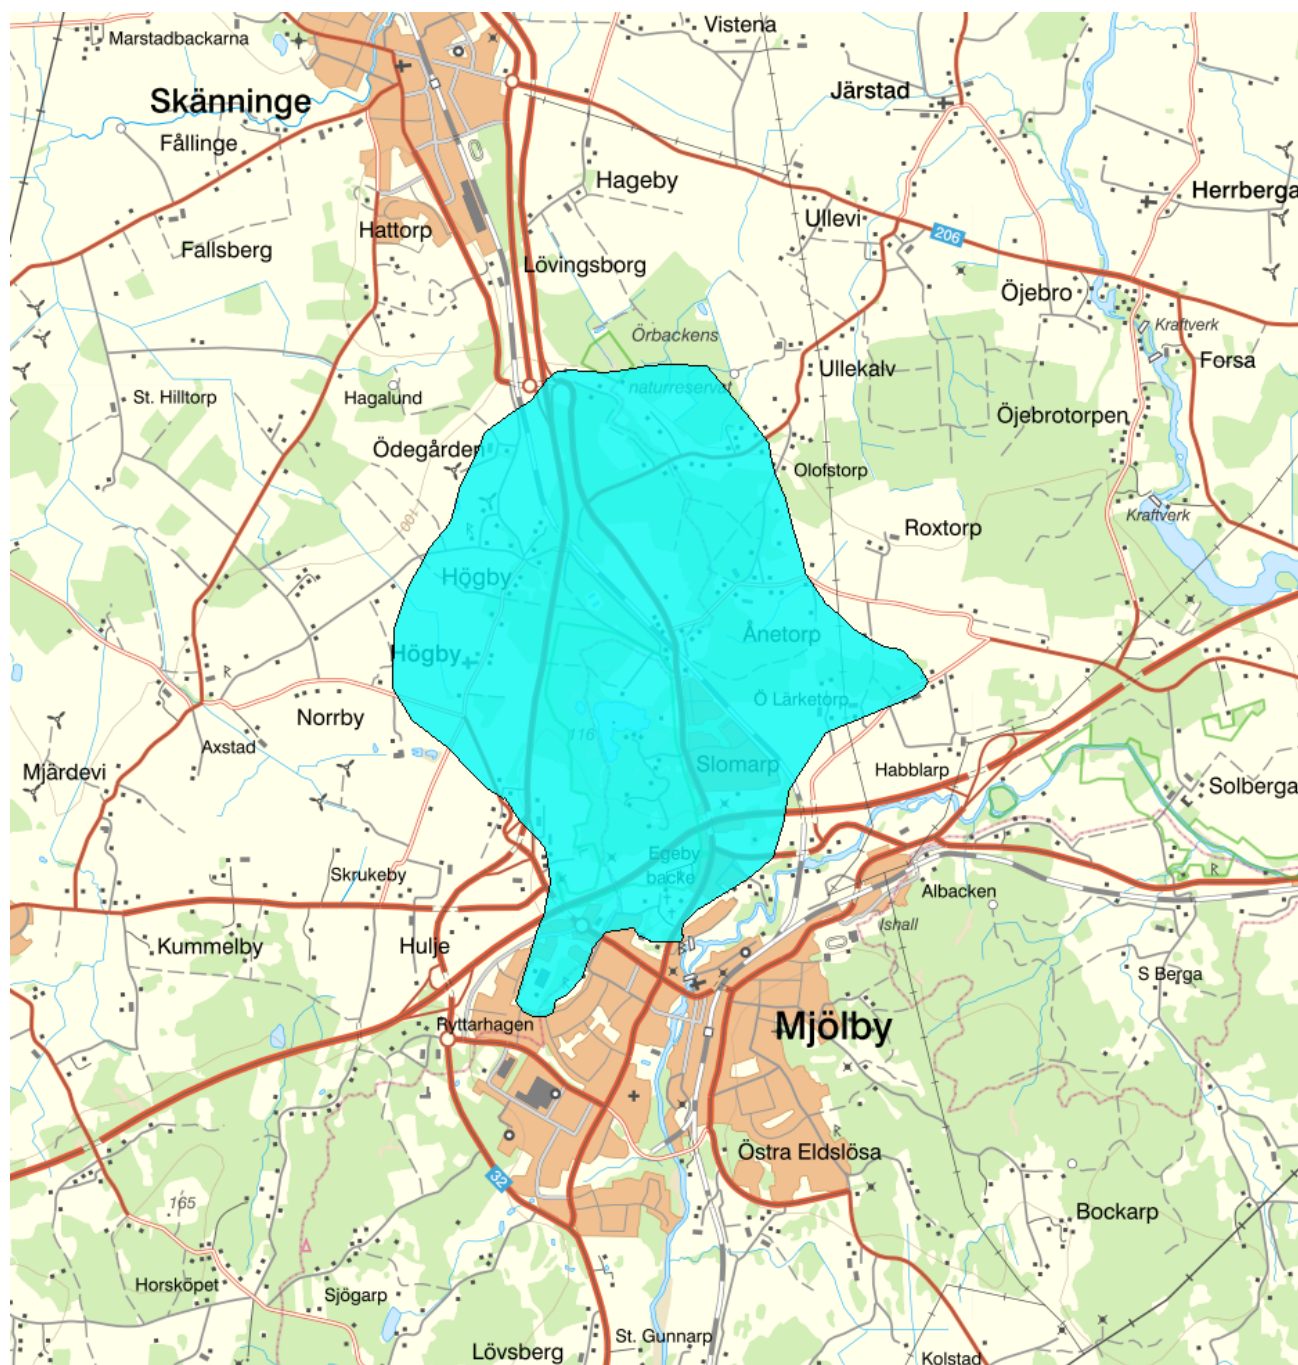 Marstadbackarna
Vistena
Skänninge
Järstad
Fållinge
Hageby
Herrberga
Hattorp
Ullevi
206
Fallsberg
Lövingsborg
Öjebro
Örbackens
Kraftverk
naturreservat
Ullekalv
Forsa
St. Hilltorp
Hagalund
Öjebrotorpen
Ödegården
Olofstorp
100
Roxtorp
Kraftverk
Högby
Ånetorp
Högby
Ö Lärketorp
Norrby
116
Axstad
Mjärdevi
Slomarp
Habblarp
Solberga
Egeby
backe
Skrukeby
Albacken
Ishall
Kummelby
Hulje
S Berga
Ryttarhagen
Mjölby
Östra Eldslösa
32
165
Bockarp
Horsköpet
Sjögarp
St. Gunnarp
Lövsberg
Kolstad